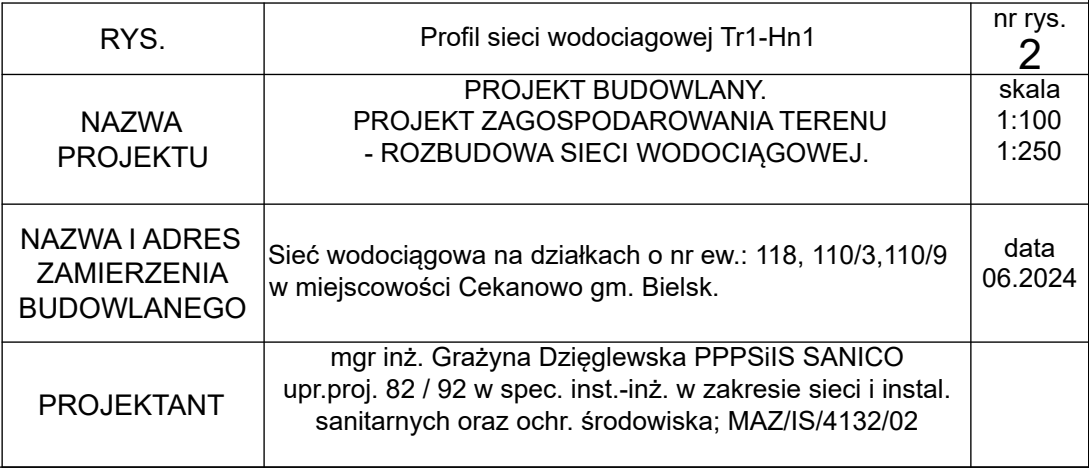 RYS.
Profil sieci wodociagowej Tr1-Hn1
nr rys.
2
NAZWA
PROJEKTU
PROJEKT BUDOWLANY.
PROJEKT ZAGOSPODAROWANIA TERENU
- ROZBUDOWA SIECI WODOCIĄGOWEJ.
skala
1:100
1:250
NAZWA I ADRES
ZAMIERZENIA
BUDOWLANEGO
Sieć wodociągowa na działkach o nr ew.: 118, 110/3,110/9
w miejscowości Cekanowo gm. Bielsk.
data
06.2024
PROJEKTANT
mgr inż. Grażyna Dzięglewska PPPSiIS SANICO
upr.proj. 82 / 92 w spec. inst.-inż. w zakresie sieci i instal.
sanitarnych oraz ochr. środowiska; MAZ/IS/4132/02